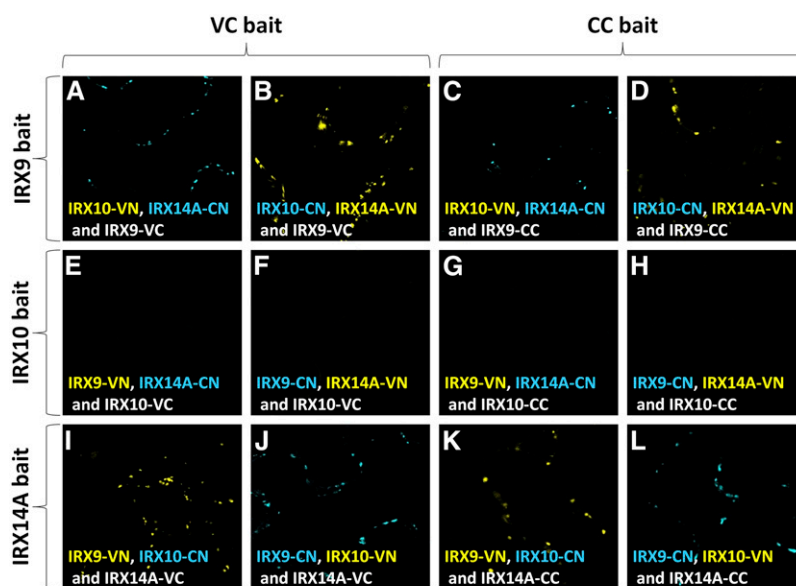 VC bait
CC bait
IRX9 bait
A
IRX10-VN, IRX14A-CN
and IRX9-VC
B
IRX10-CN, IRX14A-VN
and IRX9-VC
C
IRX10-VN, IRX14A-CN
and IRX9-CC
D
IRX10-CN, IRX14A-VN
and IRX9-CC
IRX10 bait
E
IRX9-VN, IRX14A-CN
and IRX10-VC
F
IRX9-CN, IRX14A-VN
and IRX10-VC
G
IRX9-VN, IRX14A-CN
and IRX10-CC
H
IRX9-CN, IRX14A-VN
and IRX10-CC
IRX14A bait
I
IRX9-VN, IRX10-CN
and IRX14A-VC
J
IRX9-CN, IRX10-VN
and IRX14A-VC
K
IRX9-VN, IRX10-CN
and IRX14A-CC
L
IRX9-CN, IRX10-VN
and IRX14A-CC